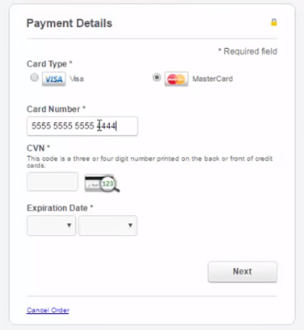 Payment Details
* Required field
Card Type *
VISA Visa MasterCard MasterCard
Card Number *
5555 5555 5555 4444
CVN *
This code is a three or four digit number printed on the back or front of credit
cards.
123
Expiration Date *
Next
Cancel Order